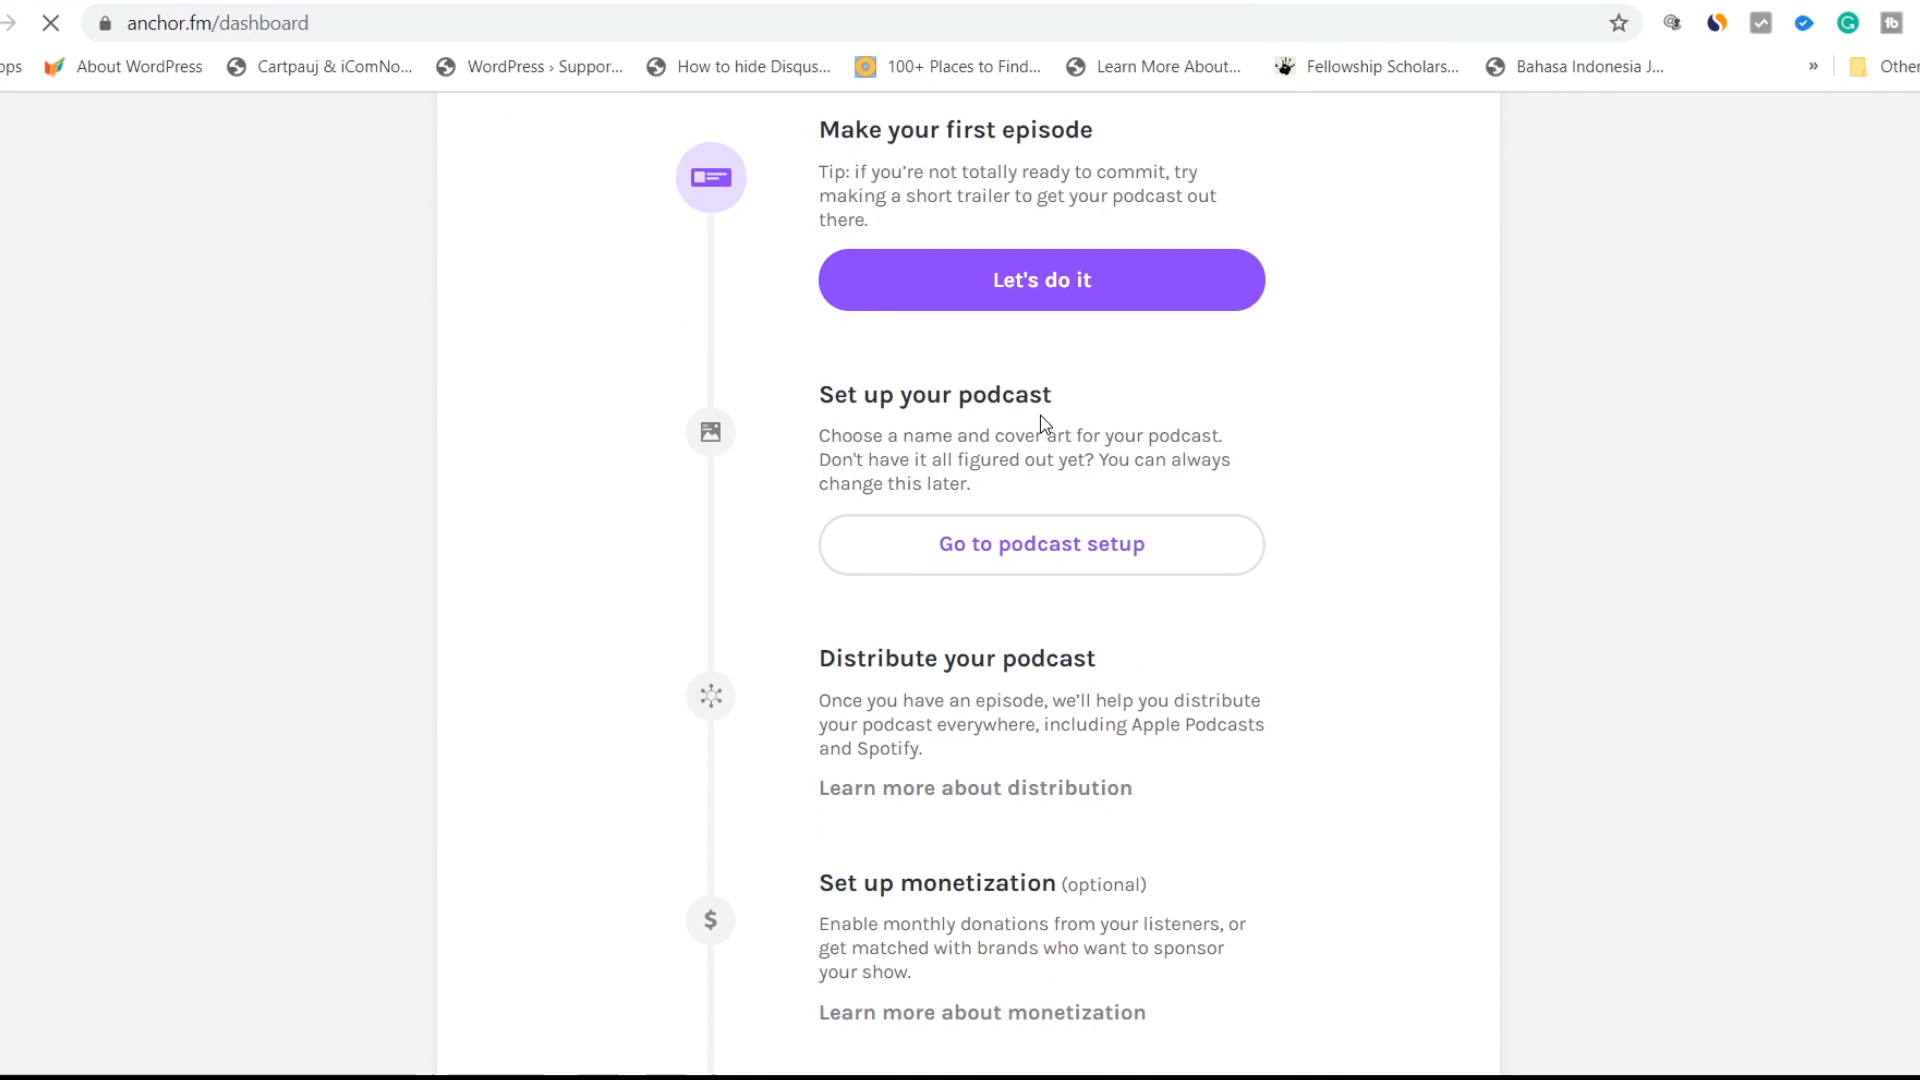 anchor.fm/dashboard
About WordPress
Cartpauj & iComNo...
WordPress › Suppor...
How to hide Disqus...
100+ Places to Find...
Learn More About...
Fellowship Scholars...
Bahasa Indonesia J...
»
Make your first episode
Tip: if you’re not totally ready to commit, try
making a short trailer to get your podcast out
there.
Let's do it
Set up your podcast
Choose a name and cover art for your podcast.
Don't have it all figured out yet? You can always
change this later.
Go to podcast setup
Distribute your podcast
Once you have an episode, we’ll help you distribute
your podcast everywhere, including Apple Podcasts
and Spotify.
Learn more about distribution
Set up monetization (optional)
$
Enable monthly donations from your listeners, or
get matched with brands who want to sponsor
your show.
Learn more about monetization